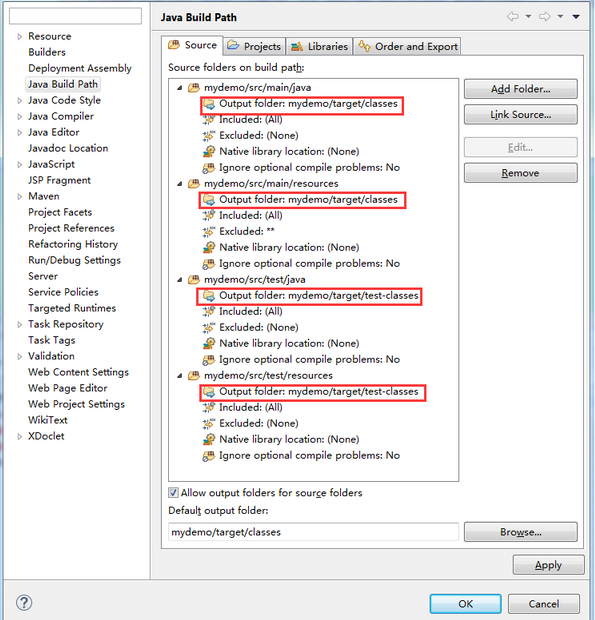 Java Build Path
Resource
Builders
Deployment Assembly
Java Build Path
Java Code Style
Java Compiler
Java Editor
Javadoc Location
JavaScript
JSP Fragment
Maven
Project Facets
Project References
Refactoring History
Run/Debug Settings
Server
Service Policies
Targeted Runtimes
Task Repository
Task Tags
Validation
Web Content Settings
Web Page Editor
Web Project Settings
WikiText
XDoclet
Source
Projects
Libraries
Order and Export
Source folders on build path:
mydemo/src/main/java
Output folder: mydemo/target/classes
Included: (All)
Excluded: (None)
Native library location: (None)
Ignore optional compile problems: No
mydemo/src/main/resources
Output folder: mydemo/target/classes
Included: (All)
Excluded: **
Native library location: (None)
Ignore optional compile problems: No
mydemo/src/test/java
Output folder: mydemo/target/test-classes
Included: (All)
Excluded: (None)
Native library location: (None)
Ignore optional compile problems: No
mydemo/src/test/resources
Output folder: mydemo/target/test-classes
Included: (All)
Excluded: (None)
Native library location: (None)
Ignore optional compile problems: No
Add Folder...
Link Source...
Edit...
Remove
Allow output folders for source folders
Default output folder:
mydemo/target/classes
Browse...
Apply
?
OK
Cancel